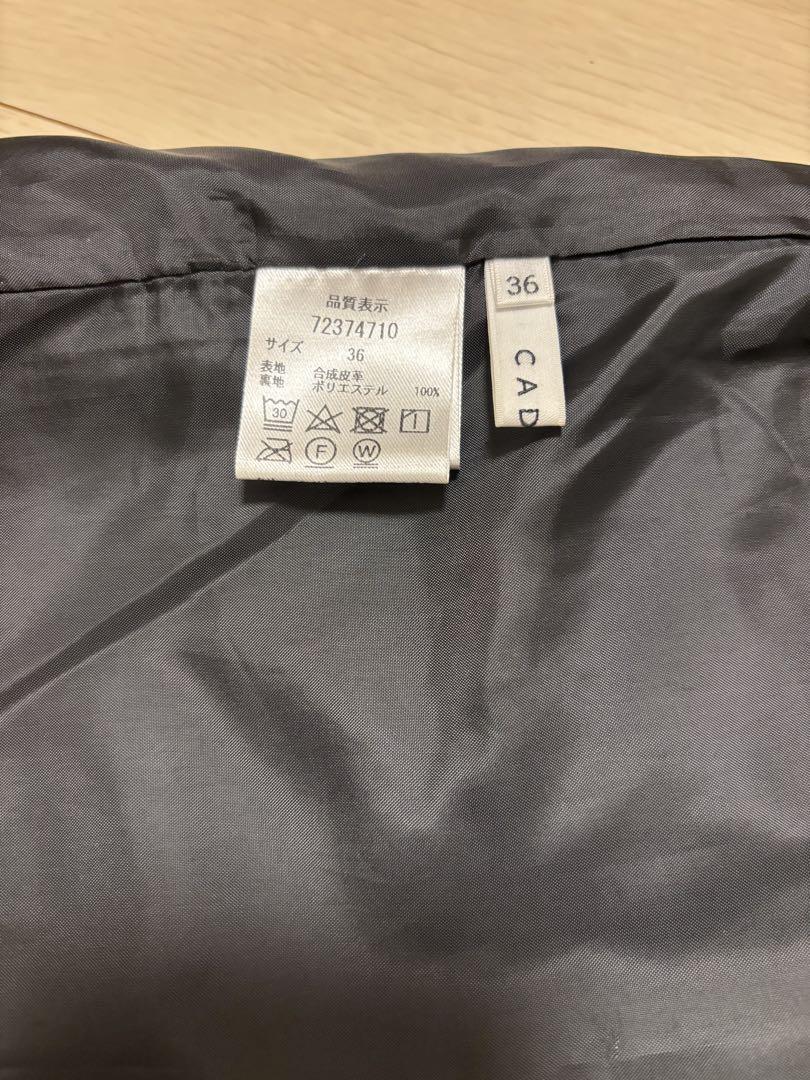 品質表示
72374710
サイズ 36
表地 合成皮革
裏地 ポリエステル 100%
30
F W
36
CAD